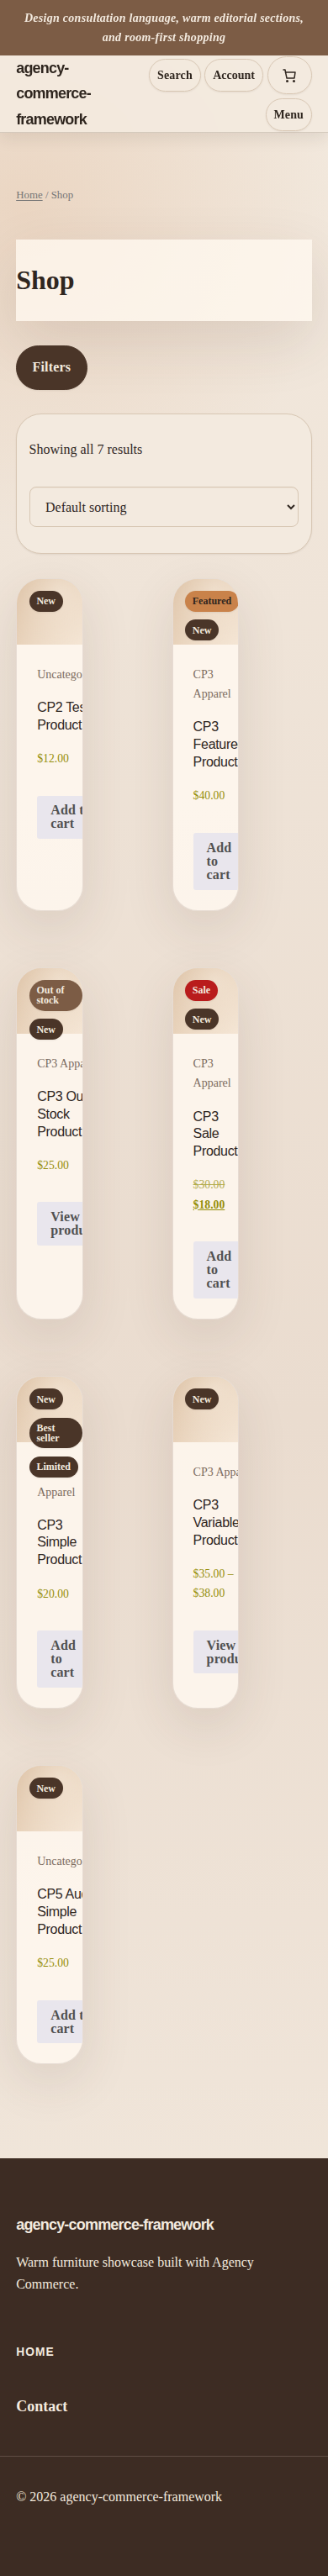 Design consultation language, warm editorial sections,
and room-first shopping
agency-
commerce-
framework
Search
Account
Menu
Home / Shop
Shop
Filters
Showing all 7 results
Default sorting
New
Uncatego
CP2 Tes
Product
$12.00
Add t
cart
Featured
New
CP3
Apparel
CP3
Feature
Product
$40.00
Add
to
cart
Out of
stock
New
CP3 Appa
CP3 Ou
Stock
Product
$25.00
View
produ
Sale
New
CP3
Apparel
CP3
Sale
Product
$30.00
$18.00
Add
to
cart
New
Best
seller
Limited
Apparel
CP3
Simple
Product
$20.00
Add
to
cart
New
CP3 Appa
CP3
Variable
Product
$35.00 –
$38.00
View
produ
New
Uncatego
CP5 Au
Simple
Product
$25.00
Add t
cart
agency-commerce-framework
Warm furniture showcase built with Agency
Commerce.
HOME
Contact
© 2026 agency-commerce-framework